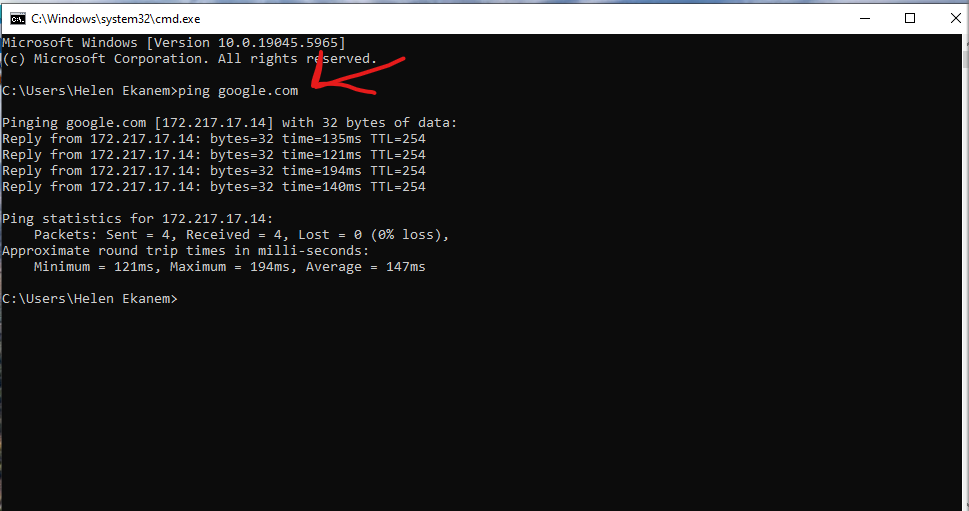 C:\Windows\system32\cmd.exe
Microsoft Windows [Version 10.0.19045.5965]
(c) Microsoft Corporation. All rights reserved.
C:\Users\Helen Ekanem>ping google.com
Pinging google.com [172.217.17.14] with 32 bytes of data:
Reply from 172.217.17.14: bytes=32 time=135ms TTL=254
Reply from 172.217.17.14: bytes=32 time=121ms TTL=254
Reply from 172.217.17.14: bytes=32 time=194ms TTL=254
Reply from 172.217.17.14: bytes=32 time=140ms TTL=254
Ping statistics for 172.217.17.14:
    Packets: Sent = 4, Received = 4, Lost = 0 (0% loss),
Approximate round trip times in milli-seconds:
    Minimum = 121ms, Maximum = 194ms, Average = 147ms
C:\Users\Helen Ekanem>